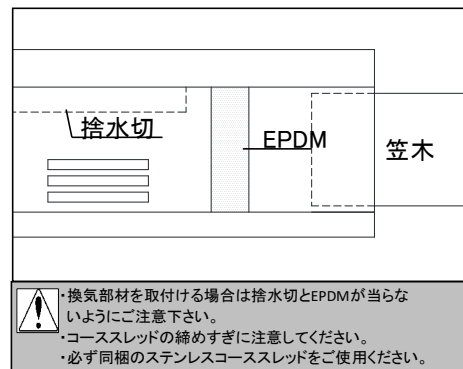 捨水切
EPDM
笠木
・換気部材を取付ける場合は捨水切とEPDMが当らな
いようにご注意下さい。
・コーススレッドの締めすぎに注意してください。
・必ず同梱のステンレスコーススレッドをご使用ください。